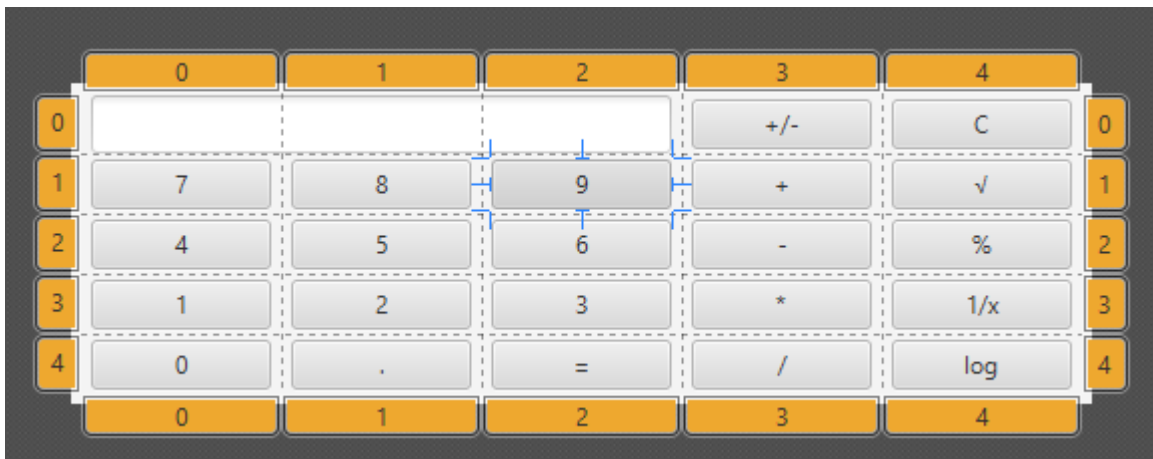 0 1 2 3 4
0 +/- C 0
1 7 8 9 + √ 1
2 4 5 6 - % 2
3 1 2 3 * 1/x 3
4 0 . = / log 4
0 1 2 3 4